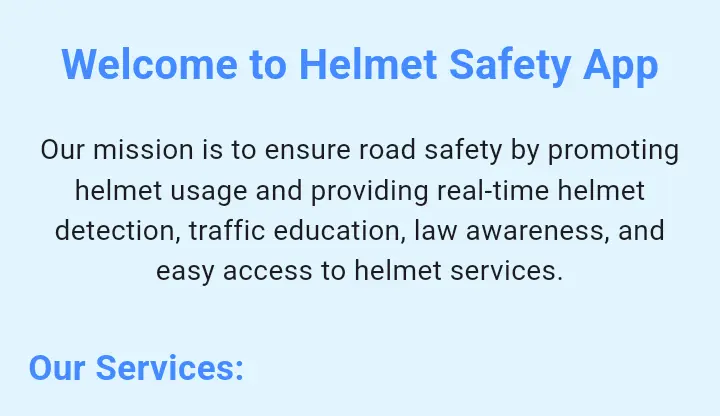 Welcome to Helmet Safety App
Our mission is to ensure road safety by promoting
helmet usage and providing real-time helmet
detection, traffic education, law awareness, and
easy access to helmet services.
Our Services: